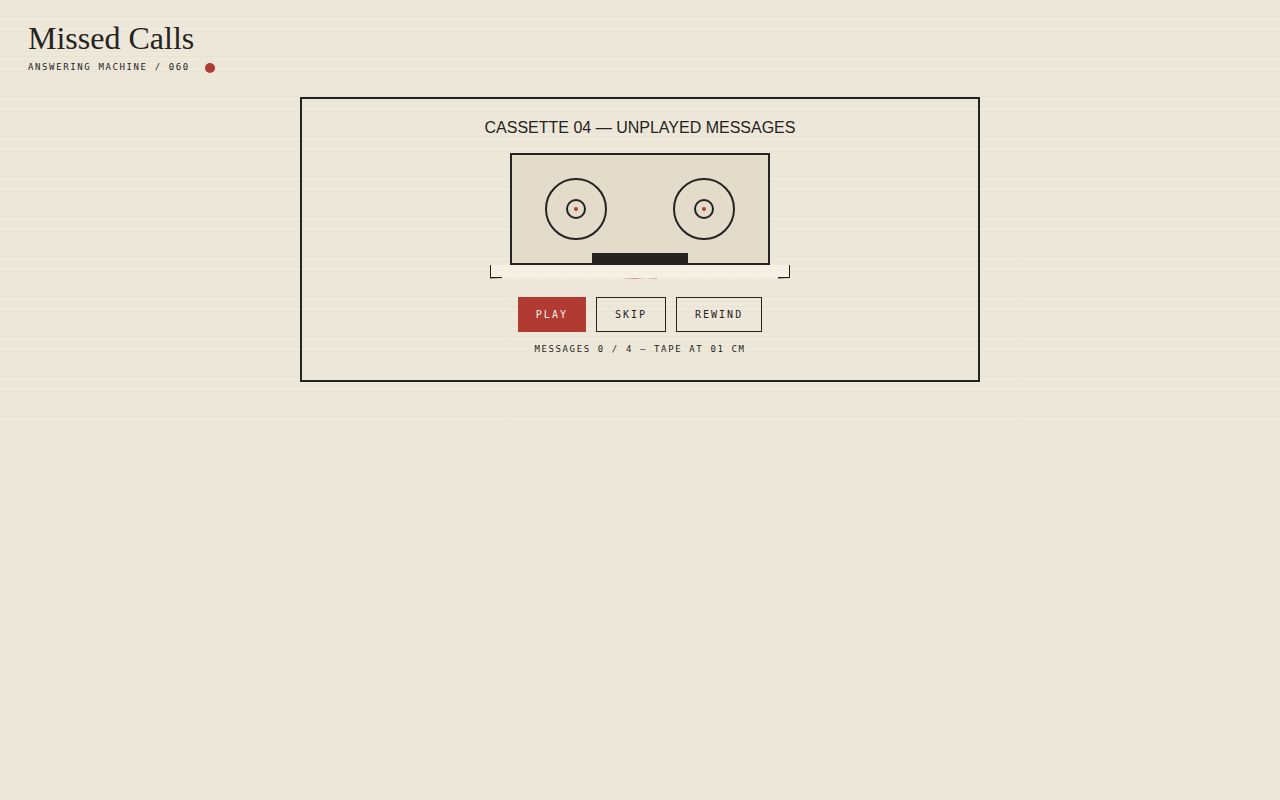 Missed Calls
ANSWERING MACHINE / 060
CASSETTE 04 — UNPLAYED MESSAGES
PLAY
SKIP
REWIND
MESSAGES 0 / 4 — TAPE AT 01 CM